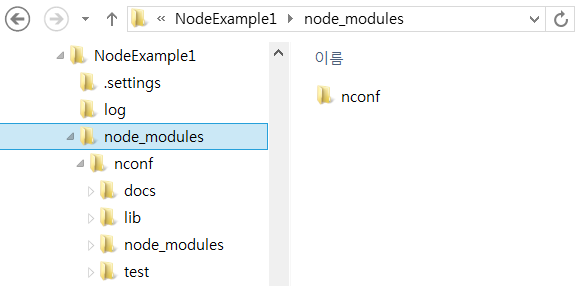 « NodeExample1 ▸ node_modules
NodeExample1
.settings
log
node_modules
nconf
docs
lib
node_modules
test
이름
nconf